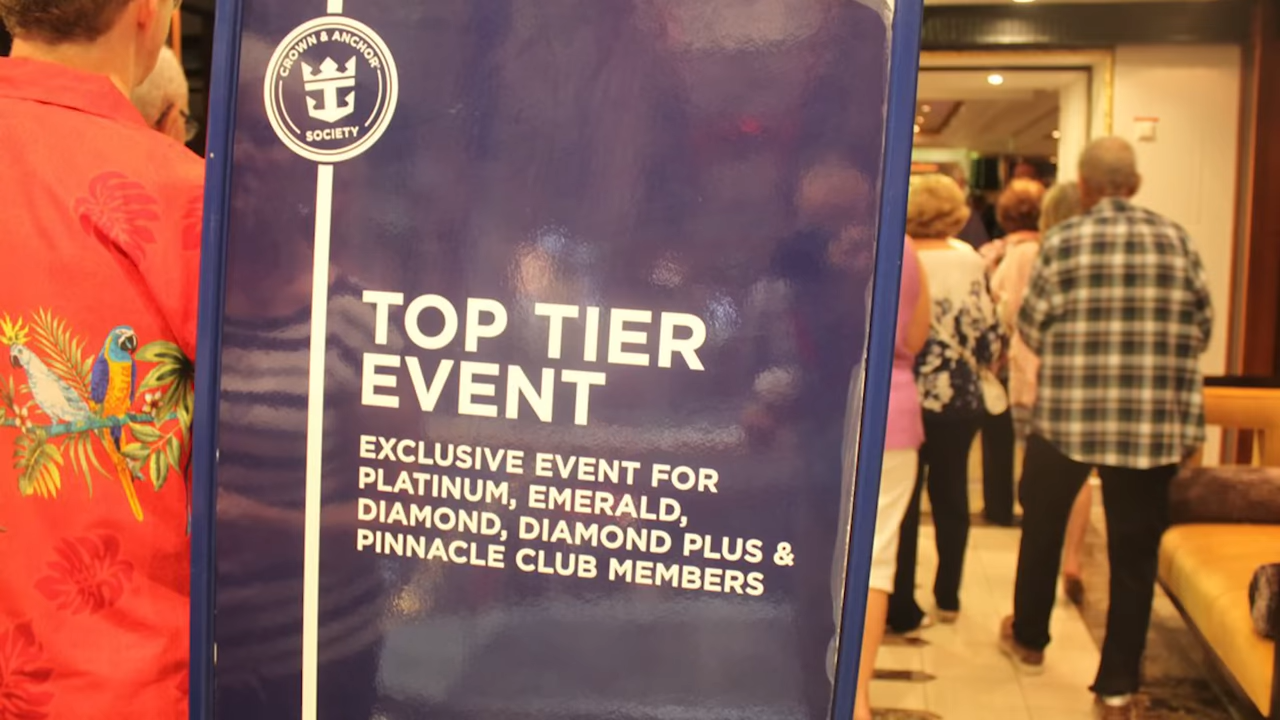 CROWN & ANCHOR
SOCIETY
TOP TIER
EVENT
EXCLUSIVE EVENT FOR
PLATINUM, EMERALD,
DIAMOND, DIAMOND PLUS &
PINNACLE CLUB MEMBERS